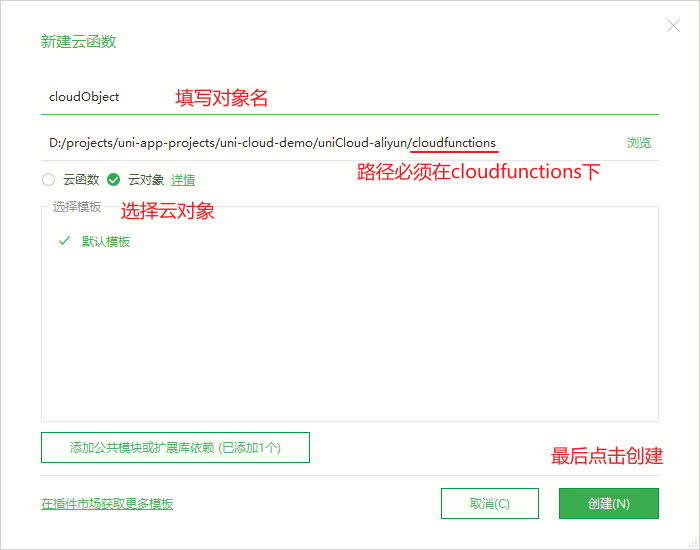 新建云函数
cloudObject 填写对象名
D:/projects/uni-app-projects/uni-cloud-demo/uniCloud-aliyun/cloudfunctions 浏览
路径必须在cloudfunctions下
云函数 云对象 详情
选择模板 选择云对象
默认模板
添加公共模块或扩展库依赖 (已添加1个)
最后点击创建
在插件市场获取更多模板 取消(C) 创建(N)